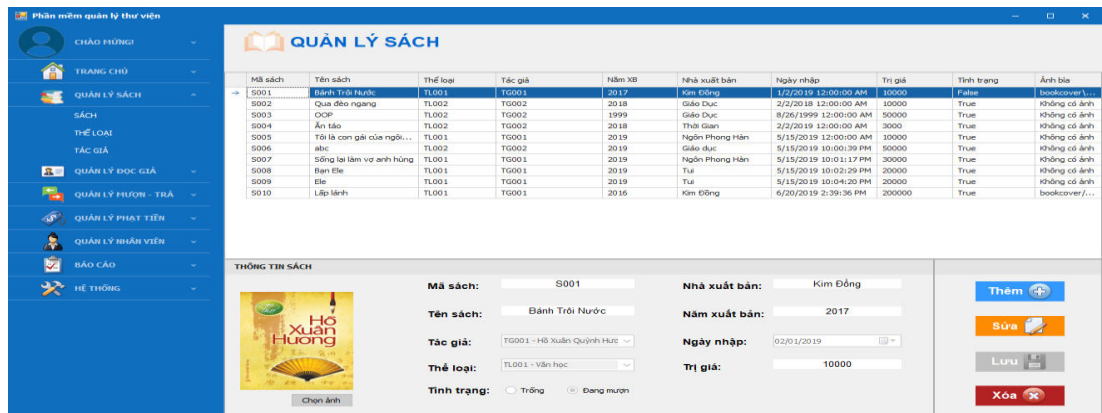 Phần mềm quản lý thư viện
CHÀO MỪNG!
TRANG CHỦ
QUẢN LÝ SÁCH
SÁCH
THỂ LOẠI
TÁC GIẢ
QUẢN LÝ ĐỌC GIẢ
QUẢN LÝ MƯỢN - TRẢ
QUẢN LÝ PHẠT TIỀN
QUẢN LÝ NHÂN VIÊN
BÁO CÁO
HỆ THỐNG
QUẢN LÝ SÁCH
Mã sách Tên sách Thể loại Tác giả Năm XB Nhà xuất bản Ngày nhập Trị giá Tình trạng Ảnh bìa
S001 Bánh Trôi Nước TL001 TG001 2017 Kim Đồng 1/2/2019 12:00:00 AM 10000 False bookcover\...
S002 Qua đèo ngang TL002 TG002 2018 Giáo Dục 2/2/2018 12:00:00 AM 10000 True Không có ảnh
S003 OOP TL002 TG002 1999 Giáo Dục 8/26/1999 12:00:00 AM 50000 True Không có ảnh
S004 Ăn táo TL002 TG002 2018 Thời Gian 2/2/2019 12:00:00 AM 3000 True Không có ảnh
S005 Tôi là con gái của ngôi... TL001 TG001 2019 Ngôn Phong Hàn 5/15/2019 12:00:00 AM 10000 True Không có ảnh
S006 abc TL002 TG002 2019 Giáo dục 5/15/2019 10:00:39 PM 50000 True Không có ảnh
S007 Sống lại làm vợ anh hùng TL001 TG001 2019 Ngôn Phong Hàn 5/15/2019 10:01:17 PM 30000 True Không có ảnh
S008 Bạn Ele TL001 TG001 2019 Tui 5/15/2019 10:02:29 PM 20000 True Không có ảnh
S009 Ele TL001 TG001 2019 Tui 5/15/2019 10:04:20 PM 20000 True Không có ảnh
S010 Lấp lánh TL001 TG001 2016 Kim Đồng 6/20/2019 2:39:36 PM 200000 True bookcover/...
THÔNG TIN SÁCH
Hồ
Xuân
Hương
Chọn ảnh
Mã sách: S001
Tên sách: Bánh Trôi Nước
Tác giả: TG001 - Hồ Xuân Quỳnh Hươ
Thể loại: TL001 - Văn học
Tình trạng: Trống Đang mượn
Nhà xuất bản: Kim Đồng
Năm xuất bản: 2017
Ngày nhập: 02/01/2019
Trị giá: 10000
Thêm
Sửa
Lưu
Xóa